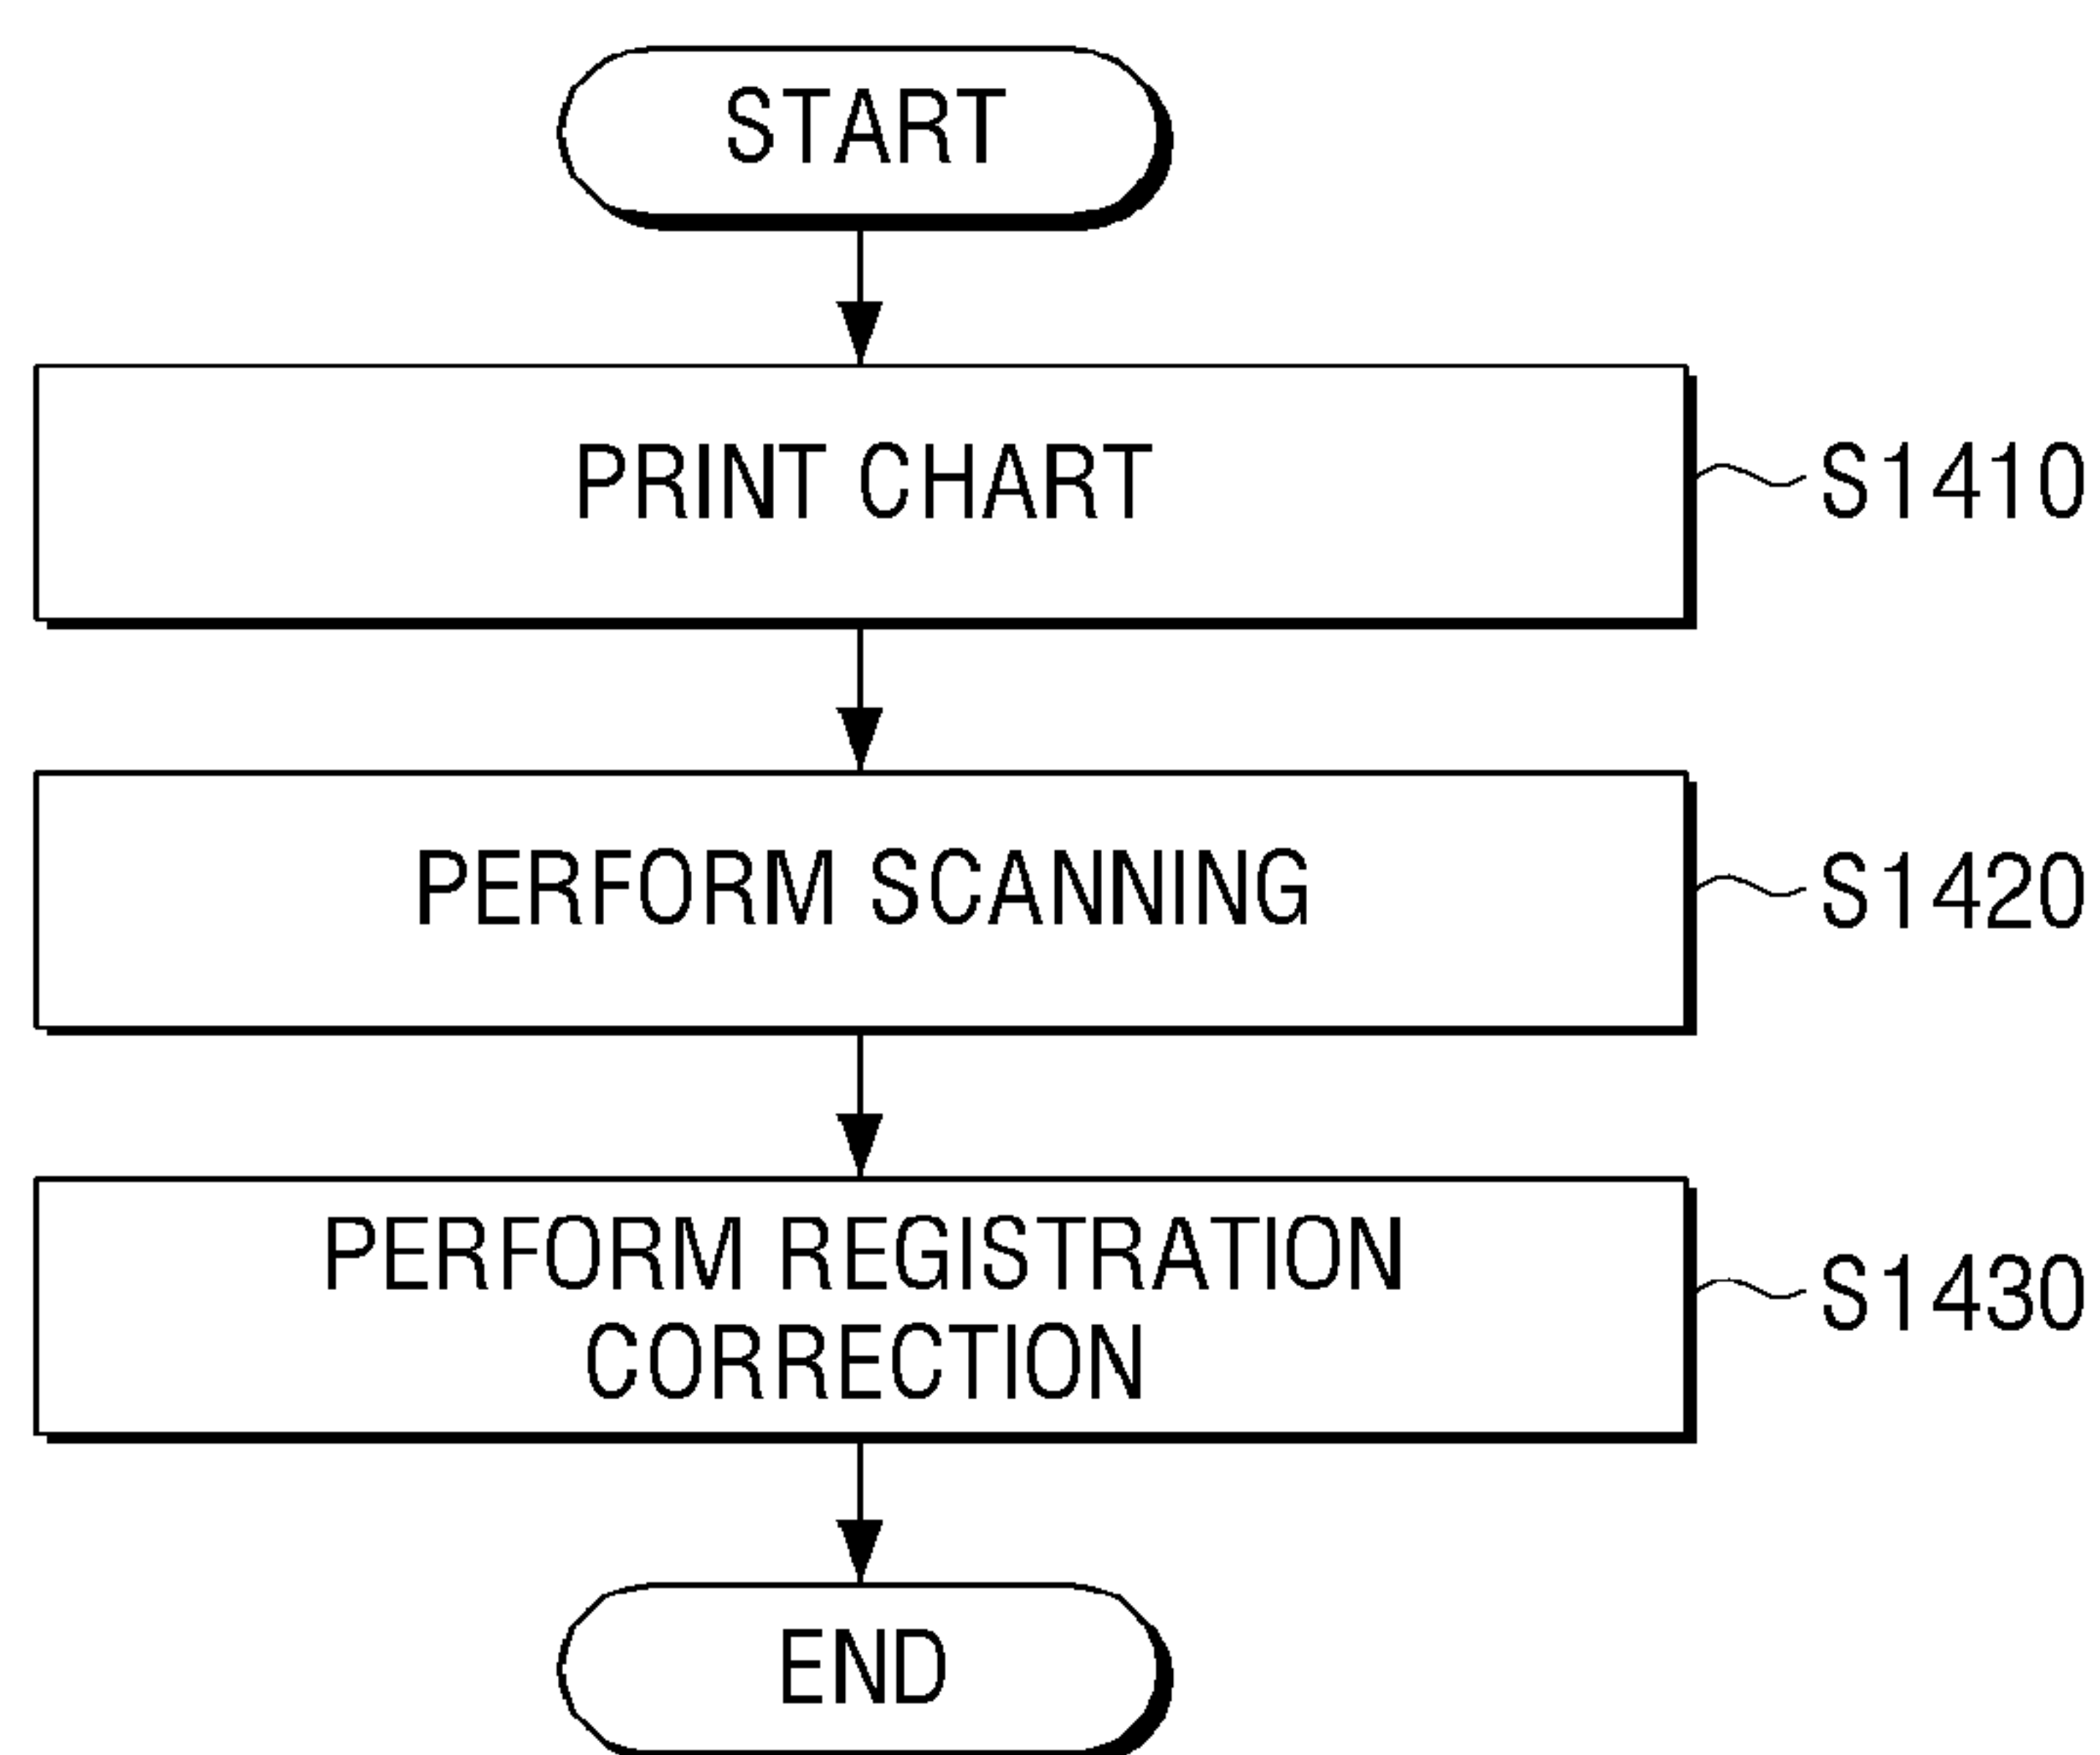 START
PRINT CHART
S1410
PERFORM SCANNING
S1420
PERFORM REGISTRATION
CORRECTION
S1430
END